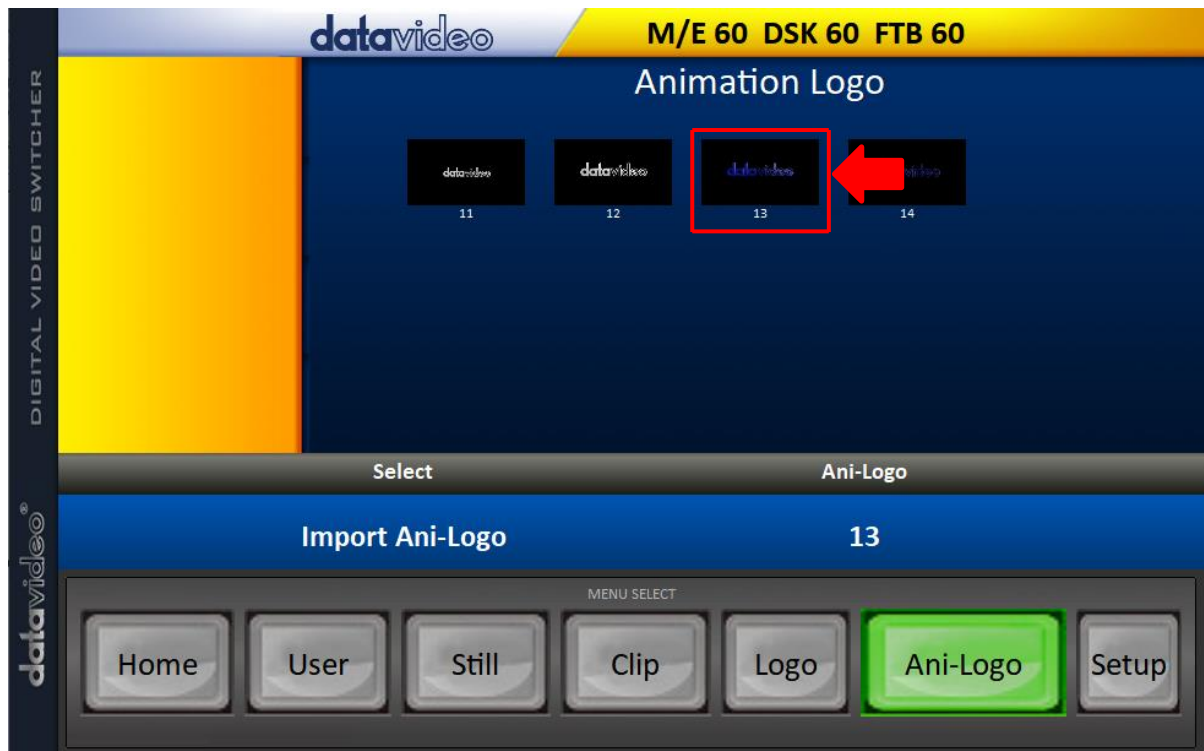 datavideo
M/E 60 DSK 60 FTB 60
Animation Logo
datavideo
datavideo
datavideo
11
12
13
14
DIGITAL VIDEO SWITCHER
datavideo®
Select
Ani-Logo
Import Ani-Logo
13
MENU SELECT
Home
User
Still
Clip
Logo
Ani-Logo
Setup